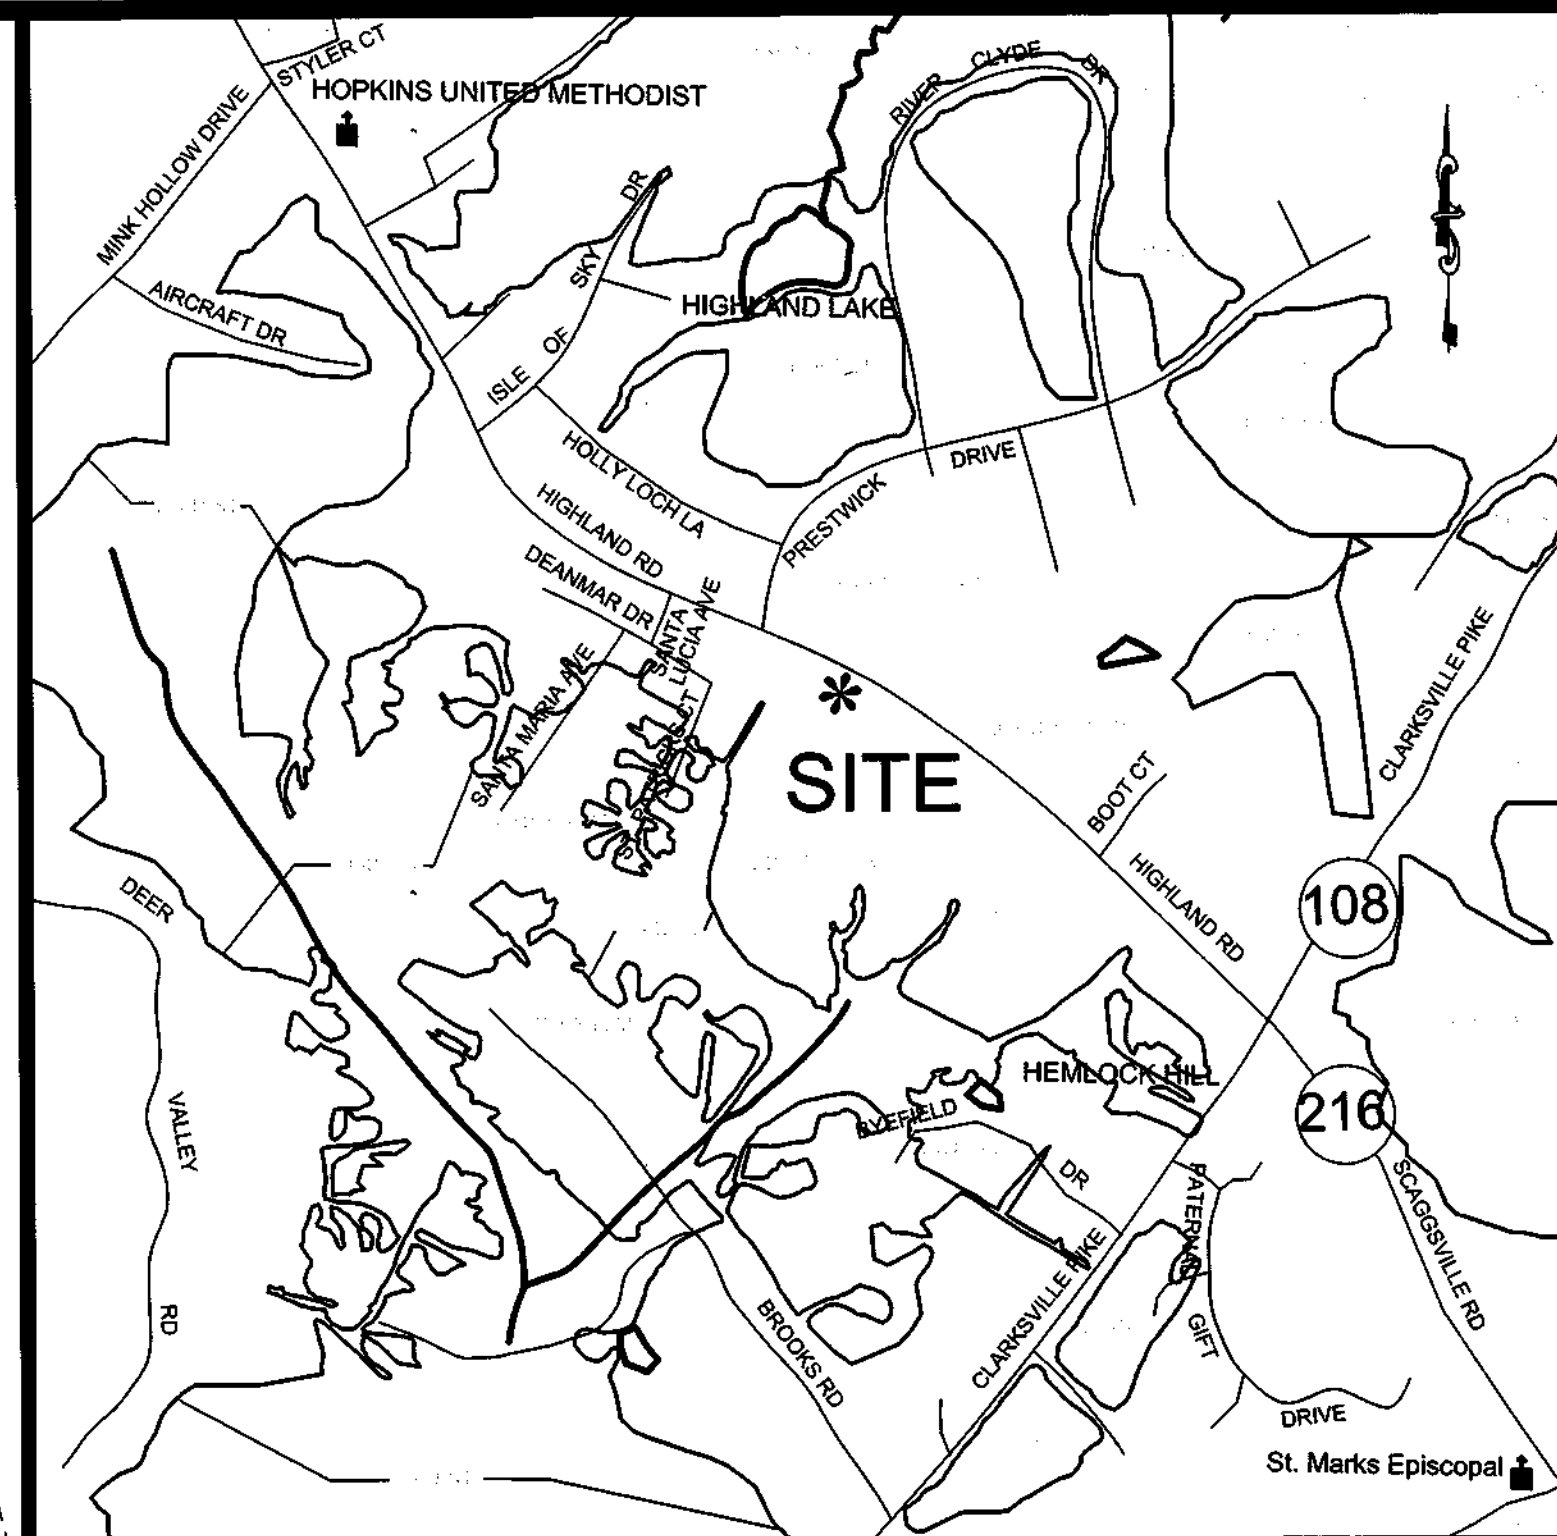 STYLER CT
HOPKINS UNITED METHODIST
MINK HOLLOW DRIVE
RIVER CLYDE DR
AIRCRAFT DR
ISLE OF SKY DR
HIGHLAND LAKE
HOLLY LOCH LA
HIGHLAND RD
PRESTWICK DRIVE
DEANMAR DR
SANTA
LUCIA AVE
SANTA MARIA AVE
SITE
CLARKSVILLE PIKE
BOOT CT
HIGHLAND RD
108
DEER VALLEY RD
HEMLOCK HILL
216
RYEFIELD DR
PATERNAL GIFT DRIVE
SCAGGSVILLE RD
CLARKSVILLE PIKE
BROOKS RD
St. Marks Episcopal